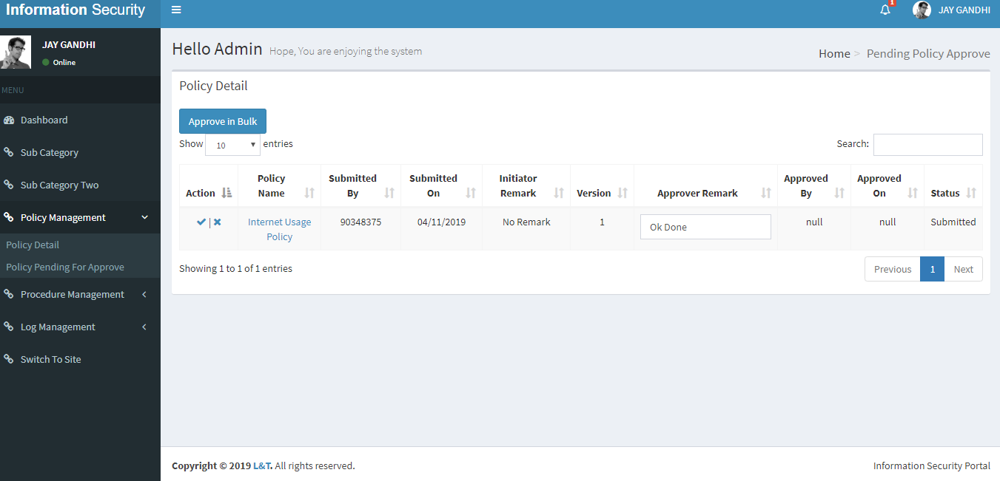 Information Security
1
JAY GANDHI
JAY GANDHI
Online
MENU
Dashboard
Sub Category
Sub Category Two
Policy Management
Policy Detail
Policy Pending For Approve
Procedure Management
Log Management
Switch To Site
Hello Admin Hope, You are enjoying the system
Home > Pending Policy Approve
Policy Detail
Approve in Bulk
Show 10 entries
Search:
Action Policy Name Submitted By Submitted On Initiator Remark Version Approver Remark Approved By Approved On Status
| Internet Usage Policy 90348375 04/11/2019 No Remark 1 Ok Done null null Submitted
Showing 1 to 1 of 1 entries
Previous 1 Next
Copyright © 2019 L&T. All rights reserved.
Information Security Portal